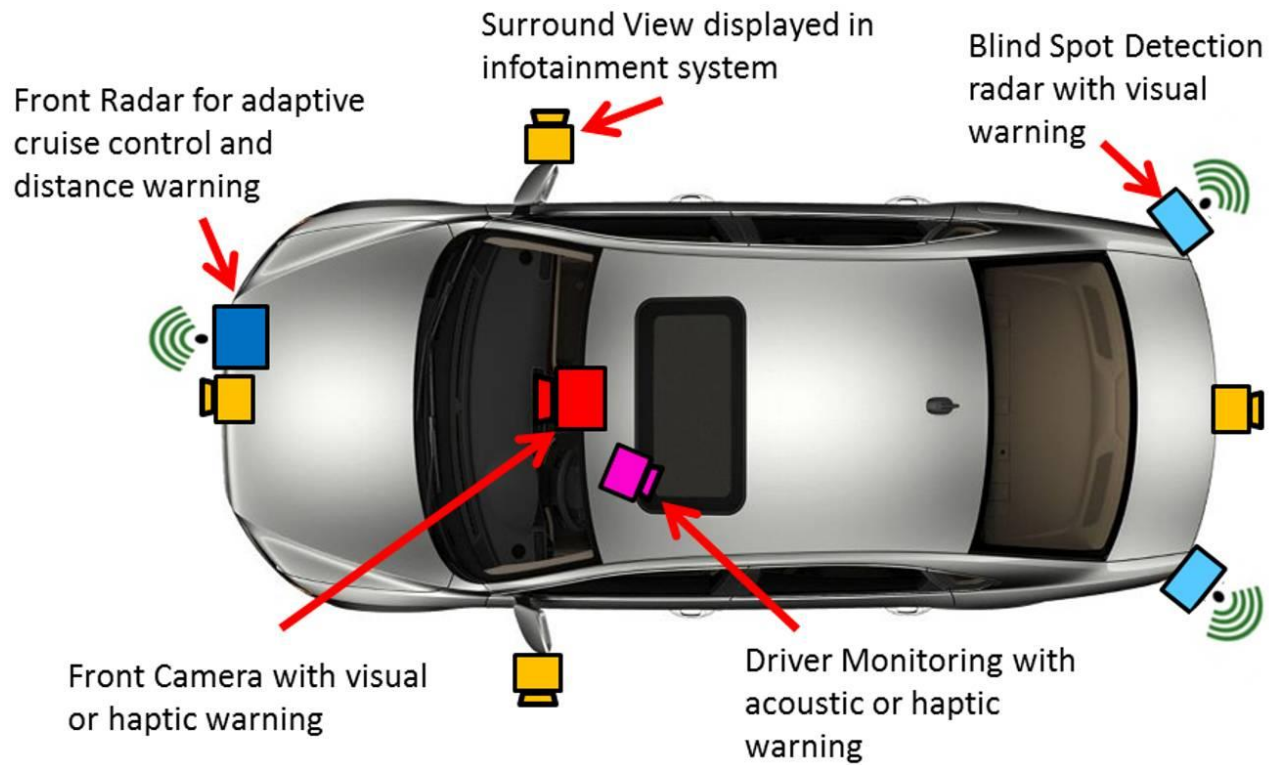 Surround View displayed in
infotainment system
Blind Spot Detection
radar with visual
warning
Front Radar for adaptive
cruise control and
distance warning
Front Camera with visual
or haptic warning
Driver Monitoring with
acoustic or haptic
warning